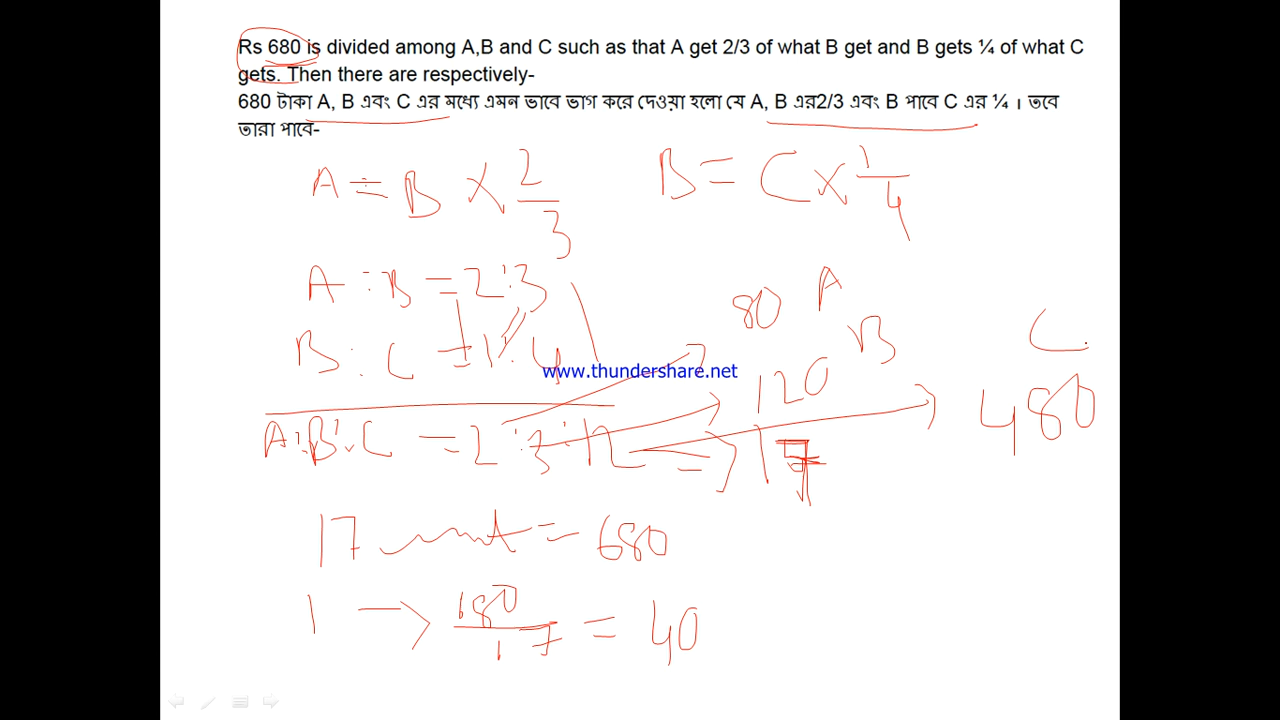 Rs 680 is divided among A,B and C such as that A get 2/3 of what B get and B gets ¼ of what C
gets. Then there are respectively-
680 টাকা A, B এবং C এর মধ্যে এমন ভাবে ভাগ করে দেওয়া হলো যে A, B এর2/3 এবং B পাবে C এর ¼ । তবে
তারা পাবে-
A = B × 2/3
B = C × 1/4
A : B = 2 : 3
80 A
B : C = 1 : 4
B
C
www.thundershare.net
120
480
A : B : C = 2 : 3 : 12 = 17
17 unit = 680
1 → 680/17 = 40